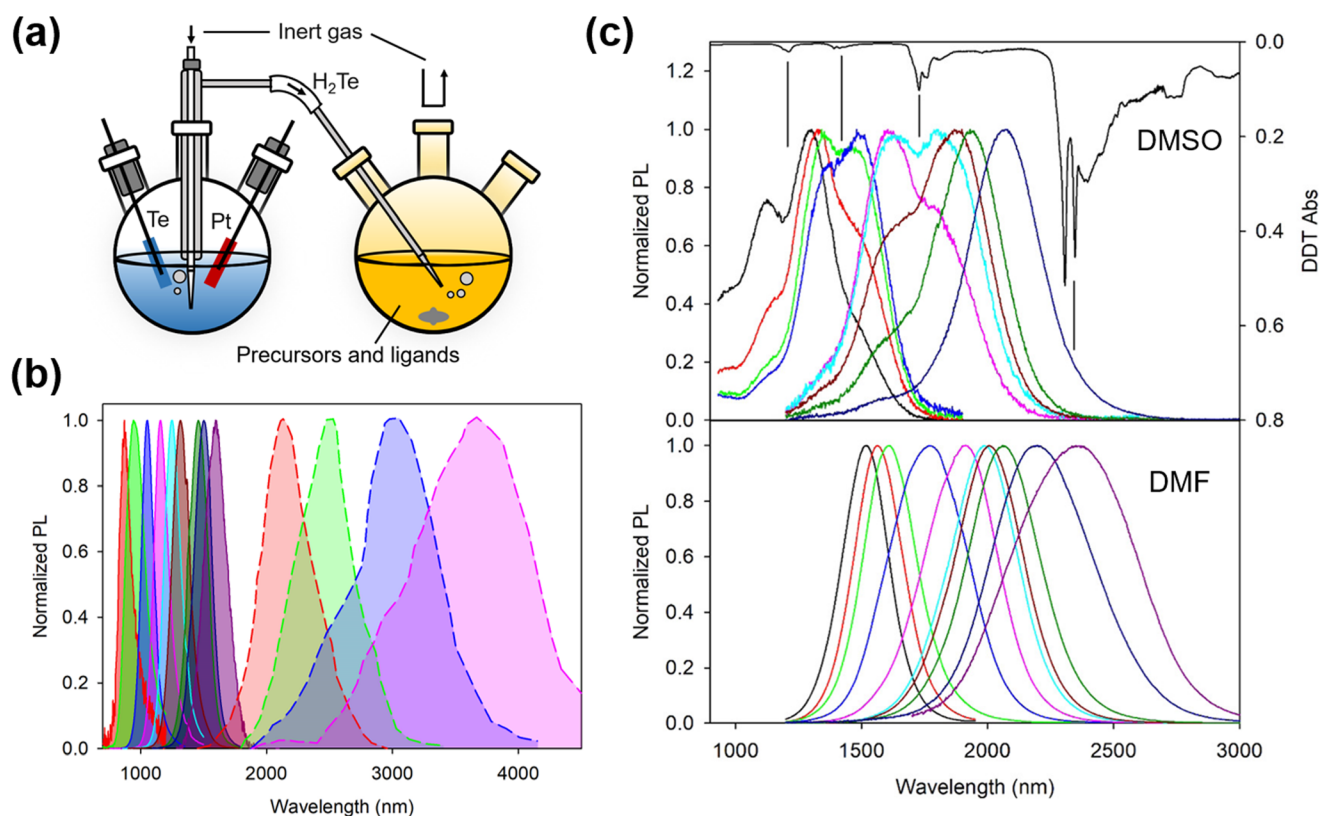 (a)
Inert gas
H2Te
Te
Pt
Precursors and ligands
(b)
Normalized PL
1.0
0.8
0.6
0.4
0.2
0.0
1000 2000 3000 4000
Wavelength (nm)
(c)
Normalized PL
1.2
1.0
0.8
0.6
0.4
0.2
0.0
DMSO
0.0
0.2
0.4
0.6
0.8
DDT Abs
Normalized PL
1.0
0.8
0.6
0.4
0.2
0.0
DMF
1000 1500 2000 2500 3000
Wavelength (nm)